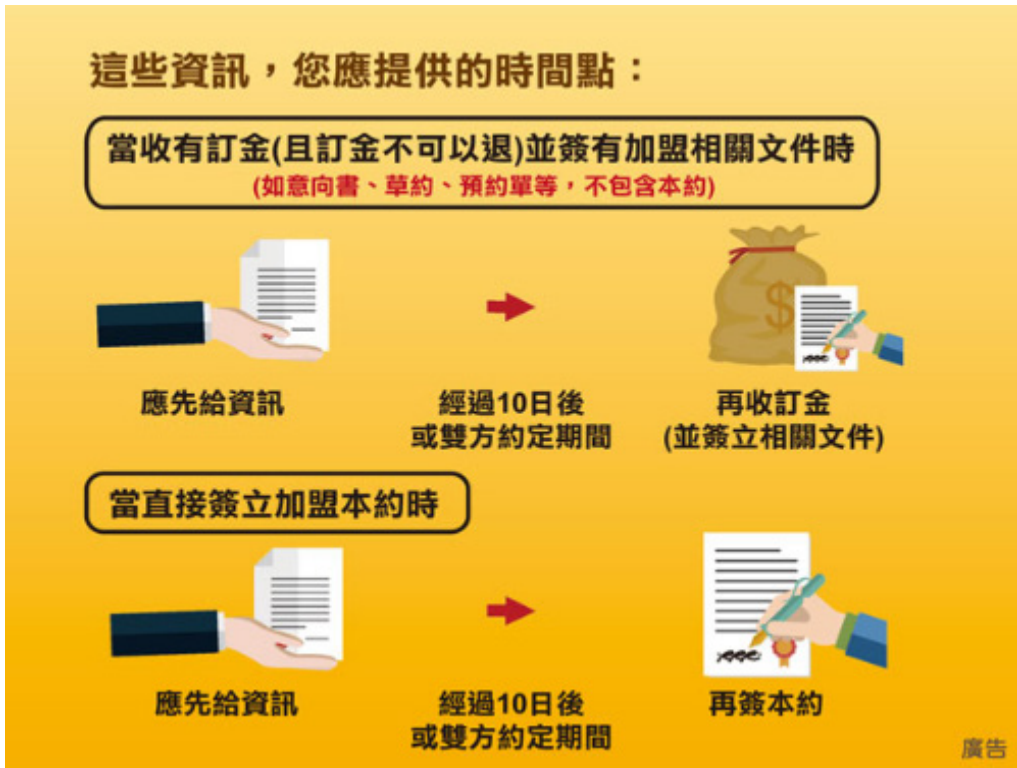 這些資訊，您應提供的時間點：
當收有訂金(且訂金不可以退)並簽有加盟相關文件時
(如意向書、草約、預約單等，不包含本約)
應先給資訊
經過10日後
或雙方約定期間
再收訂金
(並簽立相關文件)
當直接簽立加盟本約時
應先給資訊
經過10日後
或雙方約定期間
再簽本約
廣告